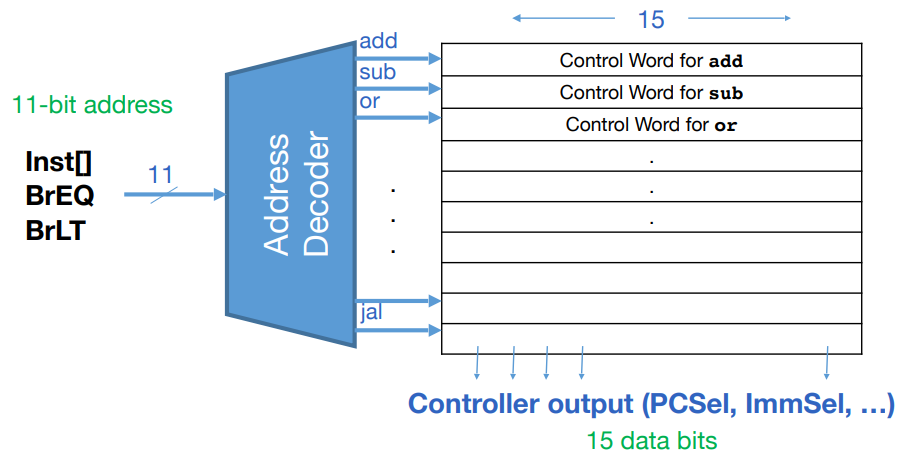 15
add
Control Word for add
sub
Control Word for sub
or
Control Word for or
11-bit address
Inst[]
BrEQ
BrLT
11
Address
Decoder
.
.
.
.
.
.
jal
Controller output (PCSel, ImmSel, …)
15 data bits